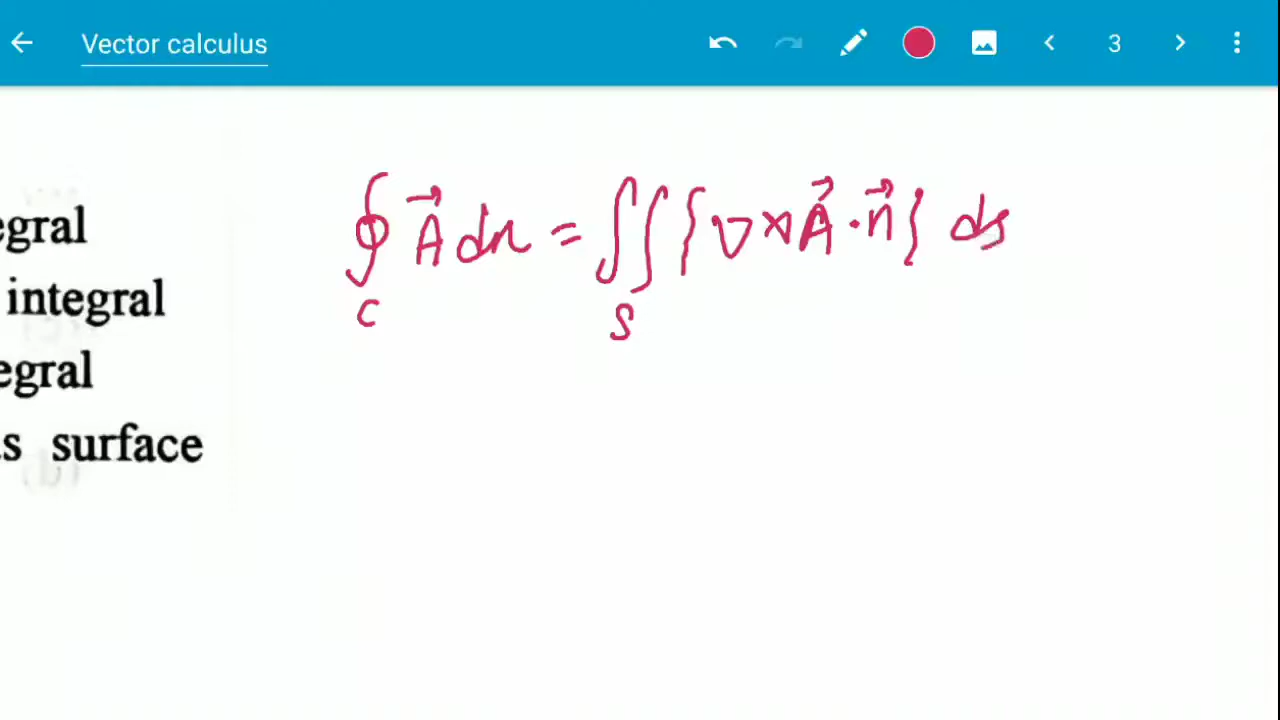 Vector calculus
3
egral
integral
egral
s surface
∮ A⃗ dr = ∬ {∇ × A⃗ · n⃗} ds
C S